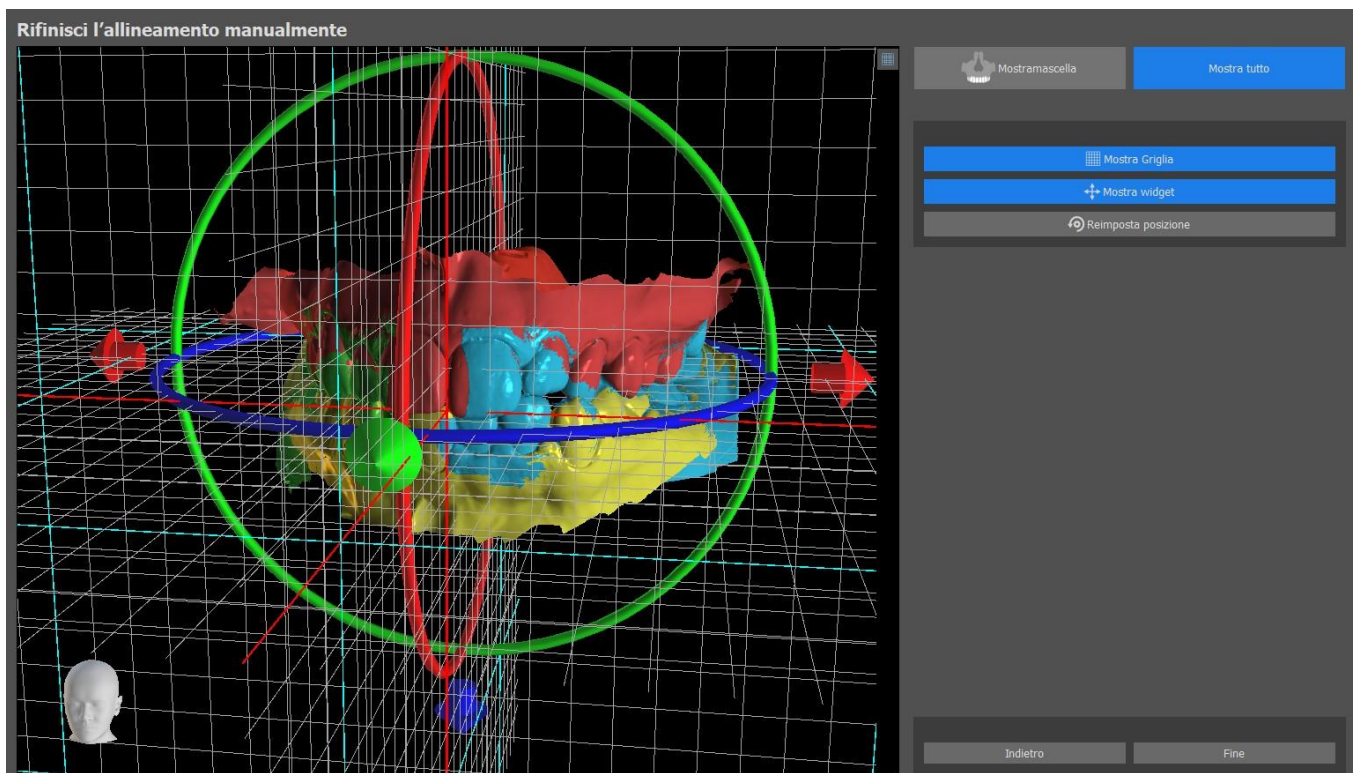 Rifinisci l'allineamento manualmente
Mostramascella
Mostra tutto
Mostra Griglia
Mostra widget
Reimposta posizione
Indietro
Fine